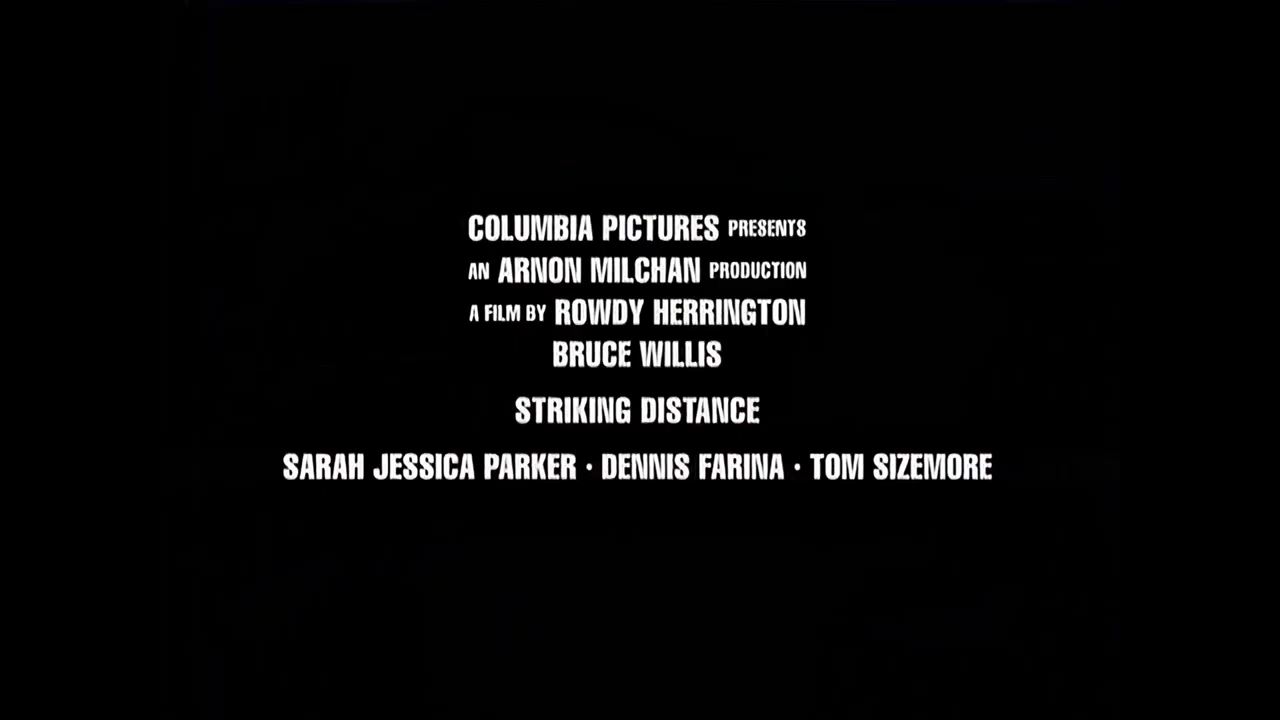 COLUMBIA PICTURES PRESENTS
AN ARNON MILCHAN PRODUCTION
A FILM BY ROWDY HERRINGTON
BRUCE WILLIS
STRIKING DISTANCE
SARAH JESSICA PARKER · DENNIS FARINA · TOM SIZEMORE